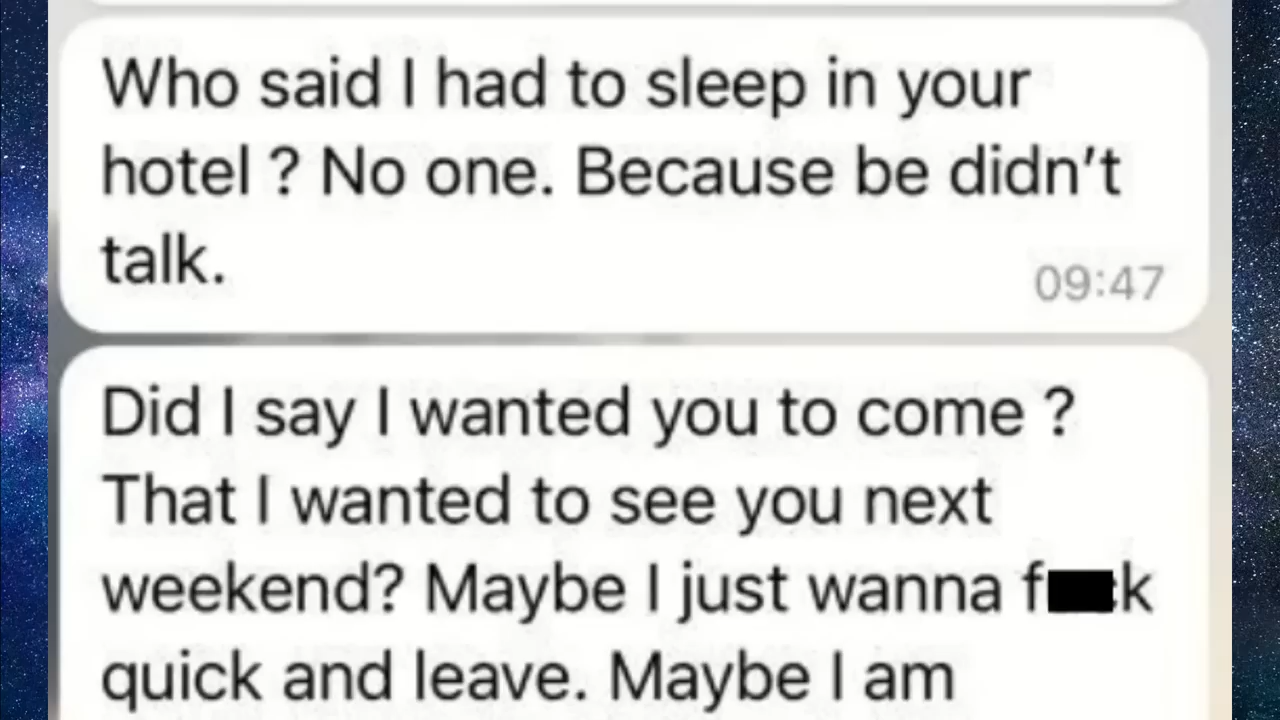 Who said I had to sleep in your
hotel ? No one. Because be didn't
talk.
09:47
Did I say I wanted you to come ?
That I wanted to see you next
weekend? Maybe I just wanna f██k
quick and leave. Maybe I am